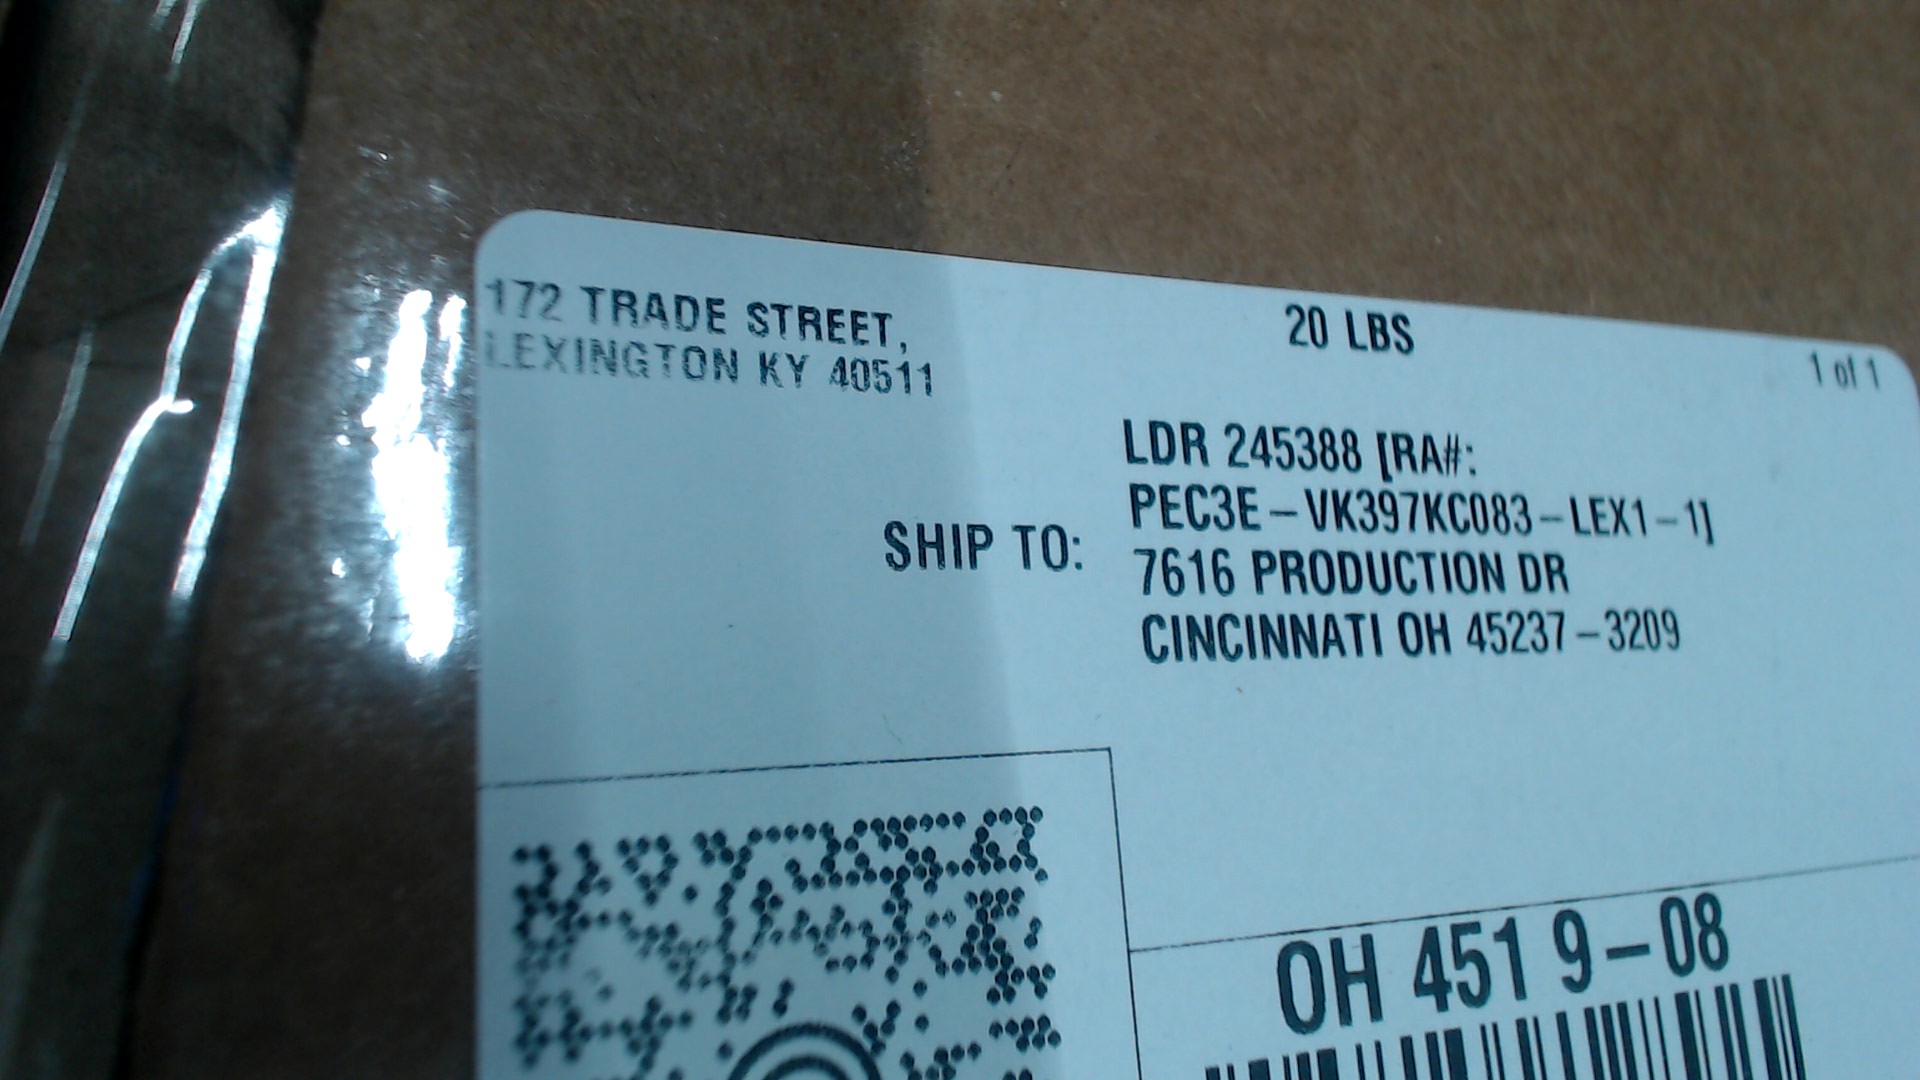 172 TRADE STREET,
LEXINGTON KY 40511
20 LBS
1 of 1
SHIP TO:
LDR 245388 [RA#:
PEC3E-VK397KC083-LEX1-1]
7616 PRODUCTION DR
CINCINNATI OH 45237-3209
OH 451 9-08